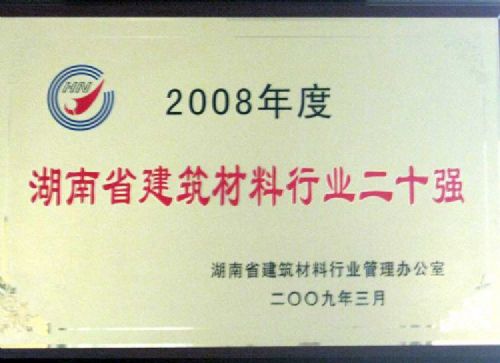 HN
2008年度
湖南省建筑材料行业二十强
湖南省建筑材料行业管理办公室
二〇〇九年三月